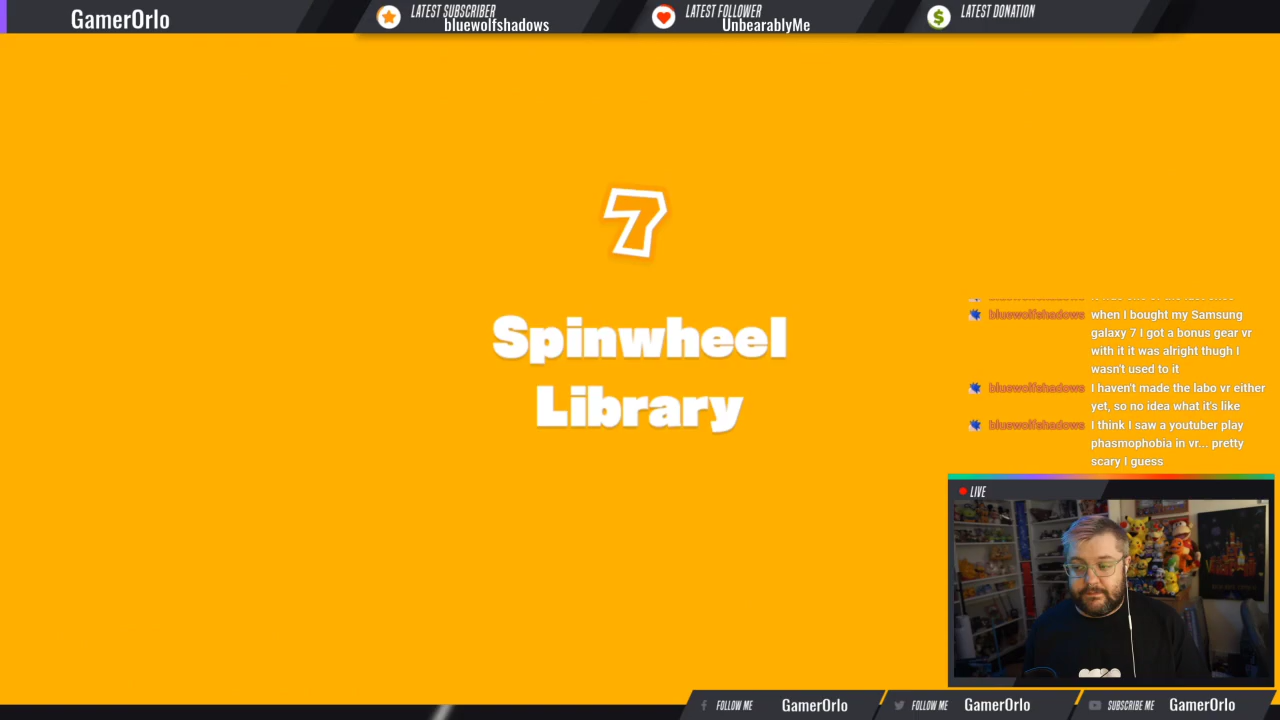 GamerOrlo
LATEST SUBSCRIBER
bluewolfshadows
LATEST FOLLOWER
UnbearablyMe
LATEST DONATION
7
Spinwheel
Library
bluewolfshadows when I bought my Samsung
galaxy 7 I got a bonus gear vr
with it it was alright thugh I
wasn't used to it
bluewolfshadows I haven't made the labo vr either
yet, so no idea what it's like
bluewolfshadows I think I saw a youtuber play
phasmophobia in vr... pretty
scary I guess
LIVE
FOLLOW ME GamerOrlo
FOLLOW ME GamerOrlo
SUBSCRIBE ME GamerOrlo